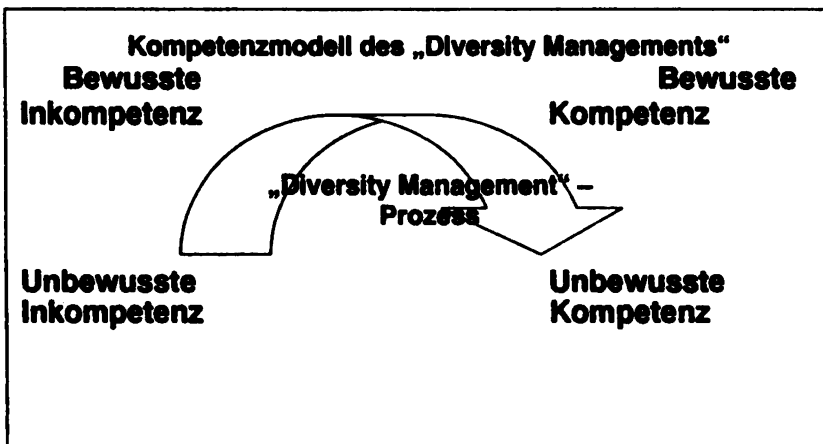 Kompetenzmodell des „Diversity Managements“
Bewusste
Inkompetenz
Bewusste
Kompetenz
„Diversity Management“ –
Prozess
Unbewusste
Inkompetenz
Unbewusste
Kompetenz